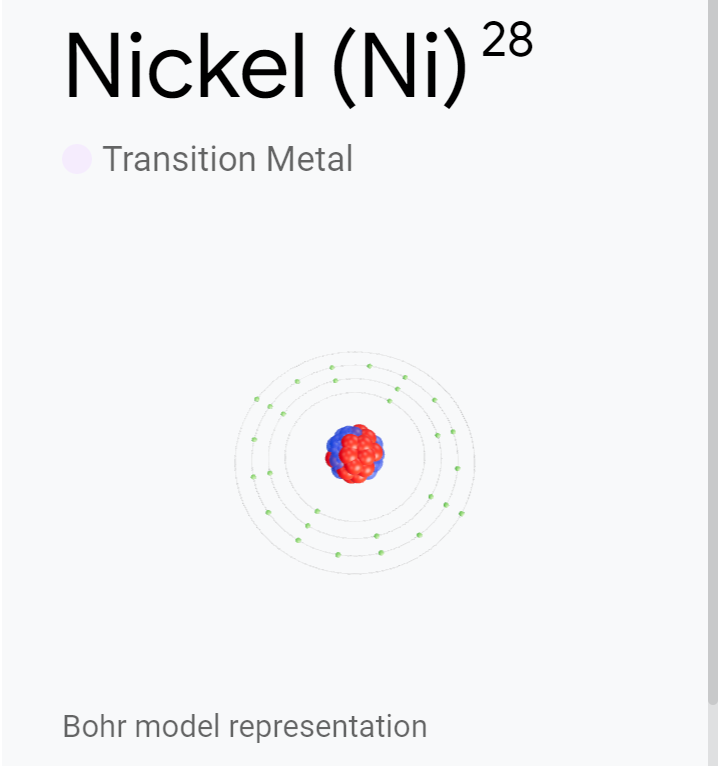 Nickel (Ni) 28
Transition Metal
Bohr model representation